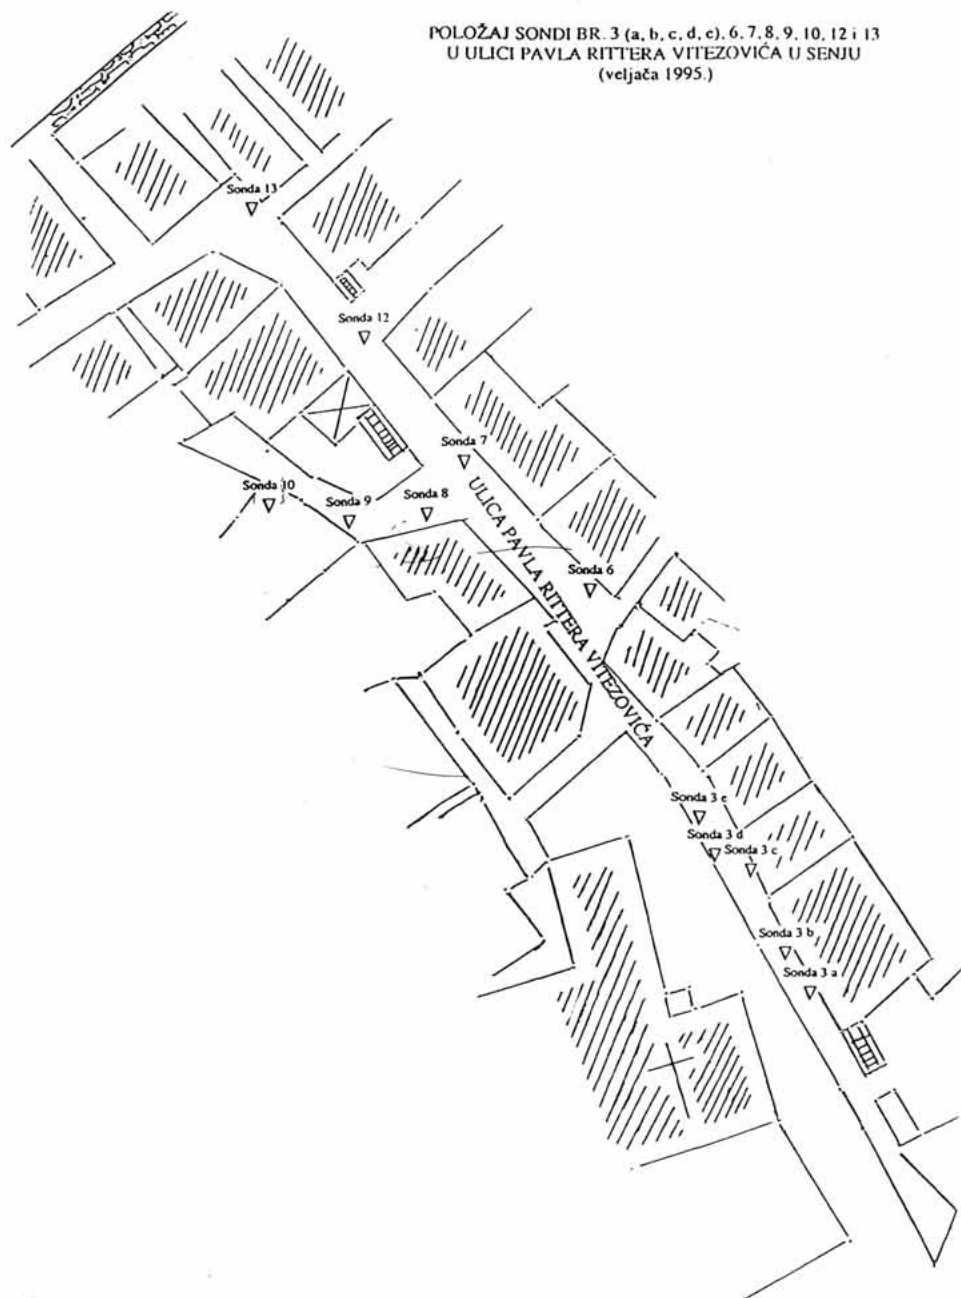 POLOŽAJ SONDI BR. 3 (a, b, c, d, e), 6, 7, 8, 9, 10, 12 i 13
U ULICI PAVLA RITTERA VITEZOVIĆA U SENJU
(veljača 1995.)
Sonda 13
Sonda 12
Sonda 7
Sonda 10
Sonda 9
Sonda 8
ULICA PAVLA RITTERA VITEZOVIĆA
Sonda 6
Sonda 3 e
Sonda 3 d
Sonda 3 c
Sonda 3 b
Sonda 3 a